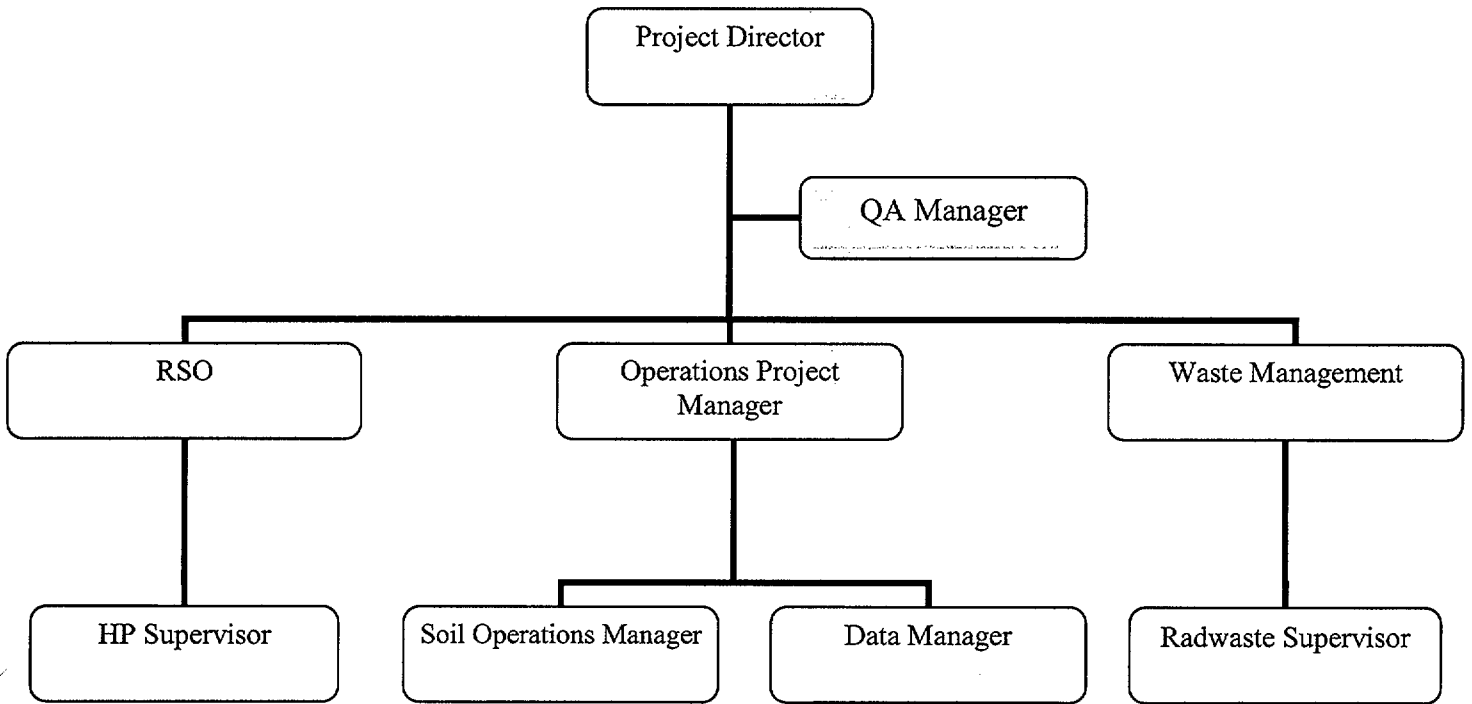 Project Director
QA Manager
RSO
Operations Project
Manager
Waste Management
HP Supervisor
Soil Operations Manager
Data Manager
Radwaste Supervisor